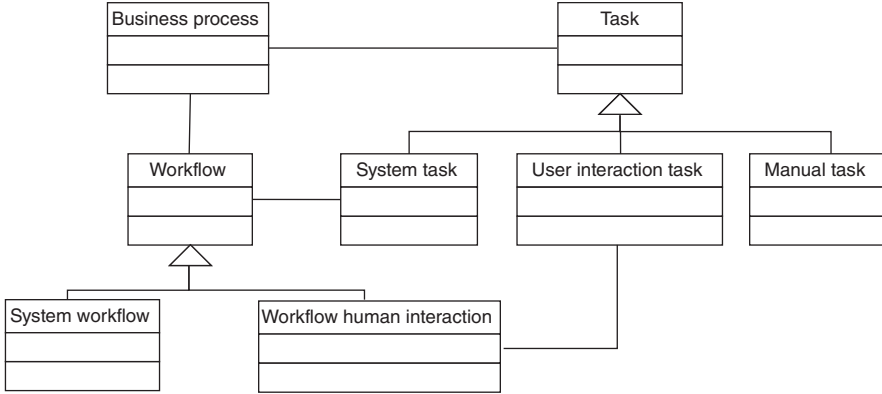 Business process
Task
Workflow
System task
User interaction task
Manual task
System workflow
Workflow human interaction